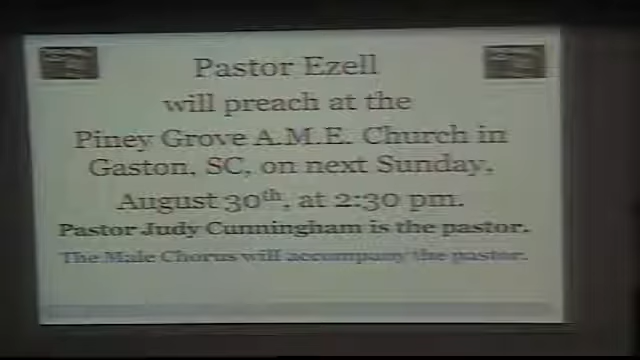 Pastor Ezell
will preach at the
Piney Grove A.M.E. Church in
Gaston, SC, on next Sunday,
August 30th, at 2:30 pm.
Pastor Judy Cunningham is the pastor.
The Male Chorus will accompany the pastor.